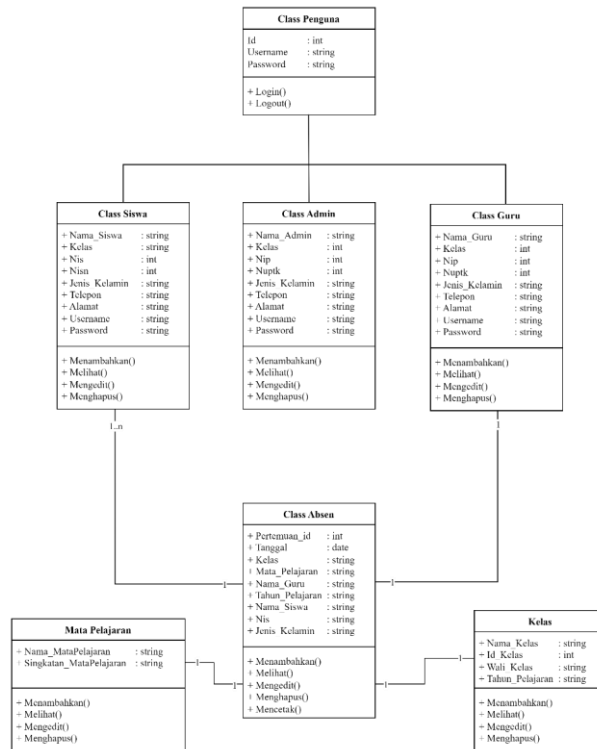 Class Penguna
Id : int
Username : string
Password : string
+ Login()
+ Logout()
Class Siswa
+ Nama_Siswa : string
+ Kelas : string
+ Nis : int
+ Nisn : int
+ Jenis_Kelamin : string
+ Telepon : string
+ Alamat : string
+ Username : string
+ Password : string
+ Menambahkan()
+ Melihat()
+ Mengedit()
+ Menghapus()
Class Admin
+ Nama_Admin : string
+ Kelas : int
+ Nip : int
+ Nuptk : int
+ Jenis_Kelamin : string
+ Telepon : string
+ Alamat : string
+ Username : string
+ Password : string
+ Menambahkan()
+ Melihat()
+ Mengedit()
+ Menghapus()
Class Guru
+ Nama_Guru : string
+ Kelas : int
+ Nip : int
+ Nuptk : int
+ Jenis_Kelamin : string
+ Telepon : string
+ Alamat : string
+ Username : string
+ Password : string
+ Menambahkan()
+ Melihat()
+ Mengedit()
+ Menghapus()
1..n
1
Class Absen
+ Pertemuan_id : int
+ Tanggal : date
+ Kelas : string
+ Mata_Pelajaran : string
+ Nama_Guru : string
+ Tahun_Pelajaran : string
+ Nama_Siswa : string
+ Nis : string
+ Jenis_Kelamin : string
+ Menambahkan()
+ Melihat()
+ Mengedit()
+ Menghapus()
+ Mencetak()
1
1
Mata Pelajaran
+ Nama_MataPelajaran : string
+ Singkatan_MataPelajaran : string
+ Menambahkan()
+ Melihat()
+ Mengedit()
+ Menghapus()
1
1
1
1
Kelas
+ Nama_Kelas : string
+ Id_Kelas : int
+ Wali_Kelas : string
+ Tahun_Pelajaran : string
+ Menambahkan()
+ Melihat()
+ Mengedit()
+ Menghapus()